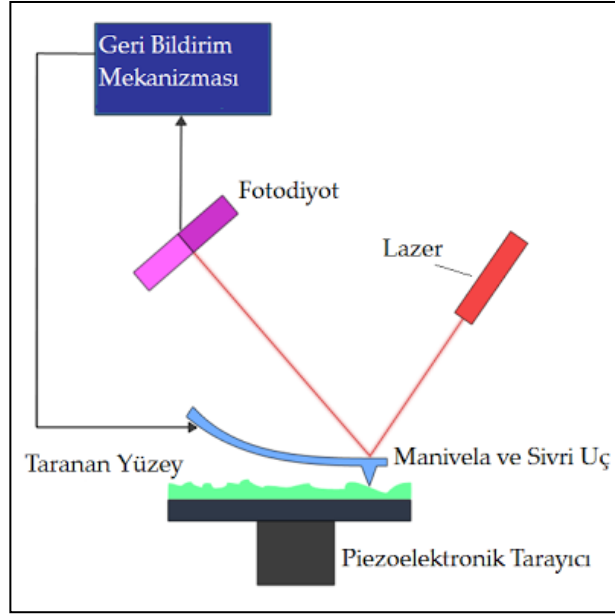 Geri Bildirim
Mekanizması
Fotodiyot
Lazer
Taranan Yüzey
Manivela ve Sivri Uç
Piezoelektronik Tarayıcı